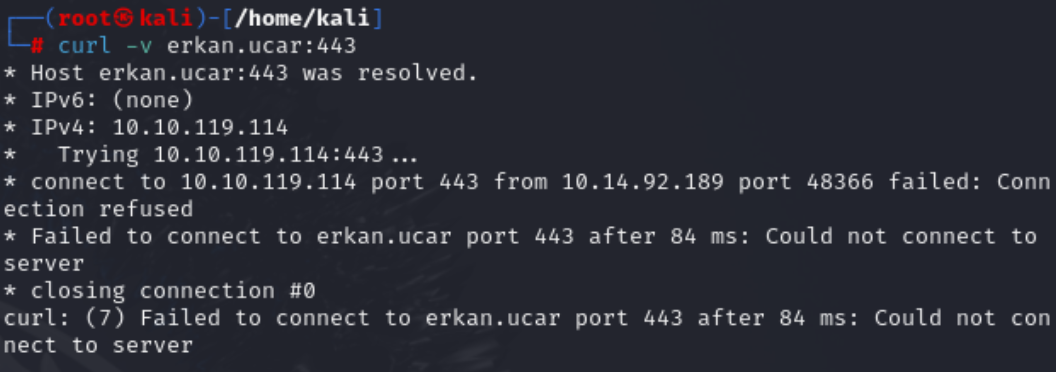 ┌──(root㉿kali)-[/home/kali]
└─# curl -v erkan.ucar:443
* Host erkan.ucar:443 was resolved.
* IPv6: (none)
* IPv4: 10.10.119.114
*   Trying 10.10.119.114:443...
* connect to 10.10.119.114 port 443 from 10.14.92.189 port 48366 failed: Conn
ection refused
* Failed to connect to erkan.ucar port 443 after 84 ms: Could not connect to
server
* closing connection #0
curl: (7) Failed to connect to erkan.ucar port 443 after 84 ms: Could not con
nect to server